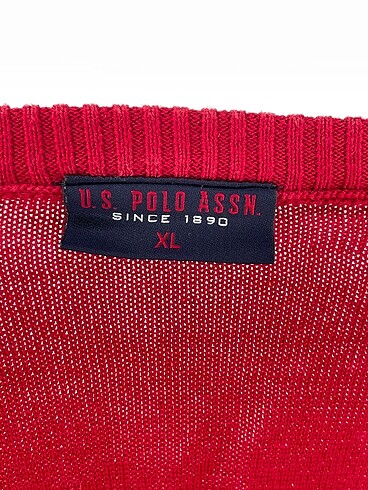 U.S. POLO ASSN.
SINCE 1890
XL